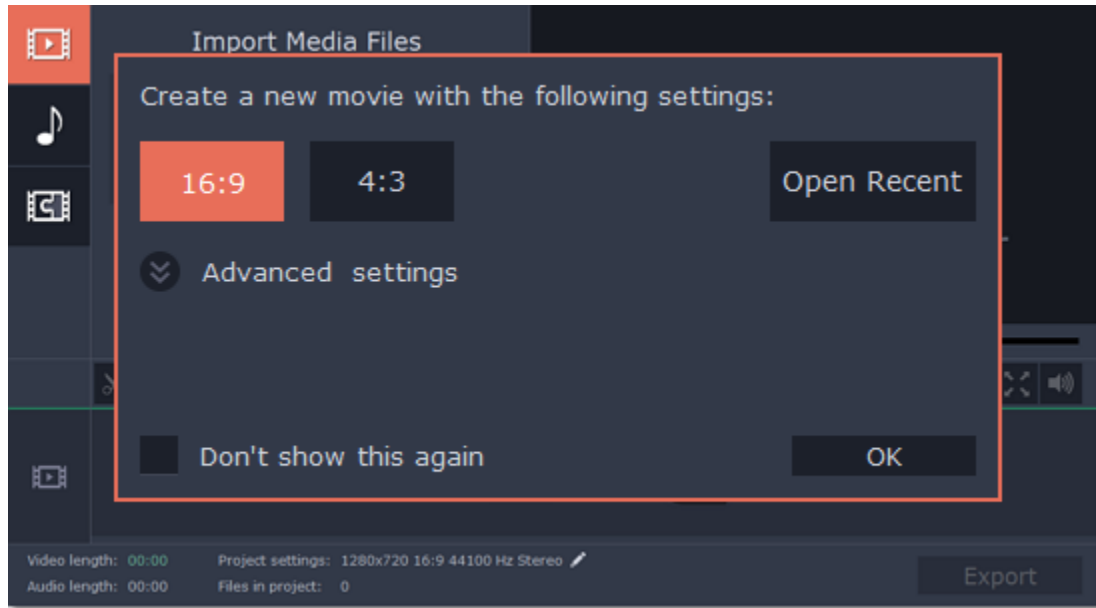 Import Media Files
Create a new movie with the following settings:
16:9 4:3 Open Recent
Advanced settings
Don't show this again OK
Video length: 00:00 Project settings: 1280x720 16:9 44100 Hz Stereo
Audio length: 00:00 Files in project: 0
Export